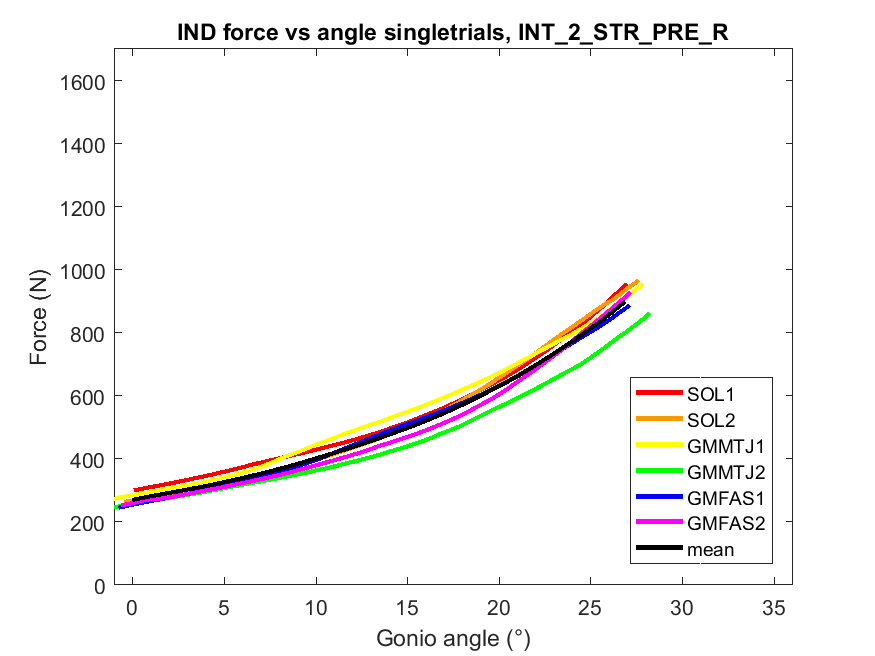 IND force vs angle singletrials, INT_2_STR_PRE_R
1600
1400
1200
1000
800
600
400
200
0
Force (N)
0 5 10 15 20 25 30 35
Gonio angle (°)
SOL1
SOL2
GMMTJ1
GMMTJ2
GMFAS1
GMFAS2
mean